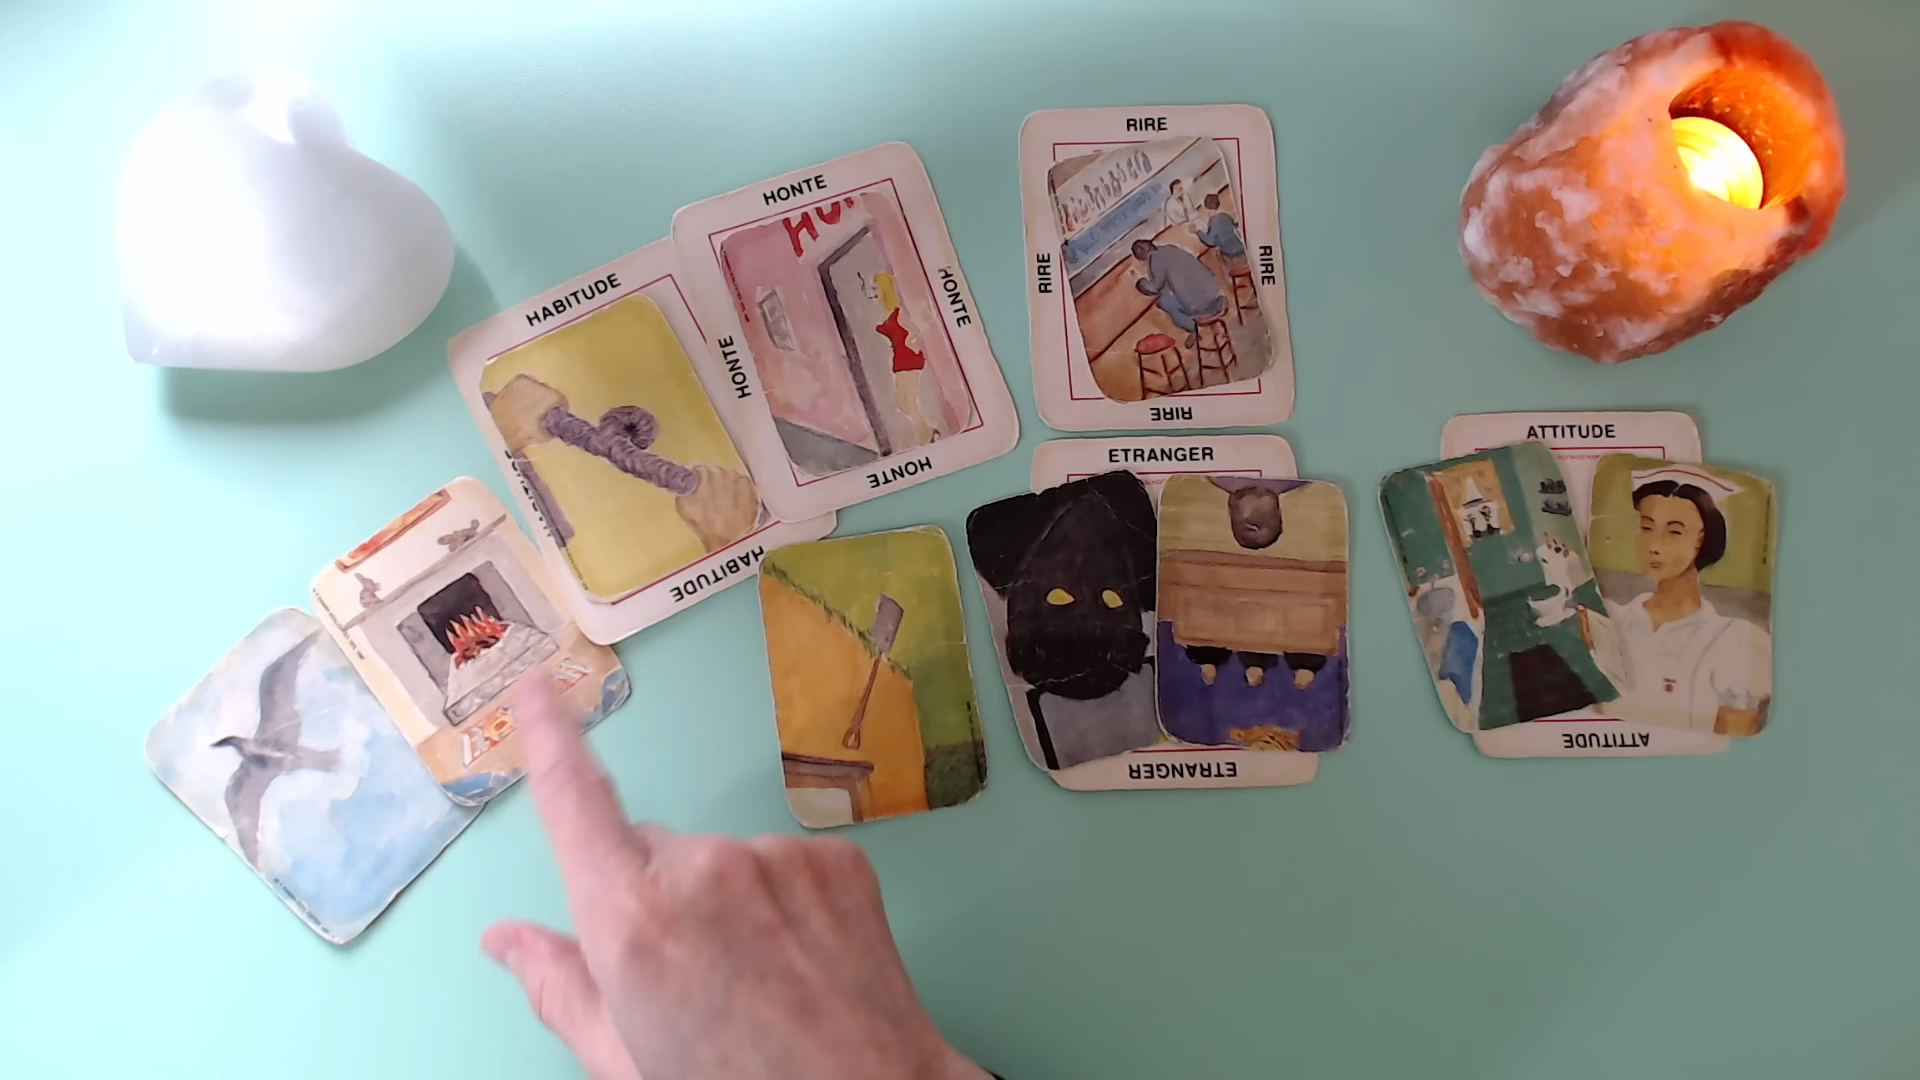 HABITUDE
HABITUDE
HONTE
HONTE
HONTE
HONTE
RIRE
RIRE
RIRE
RIRE
ETRANGER
ETRANGER
ATTITUDE
ATTITUDE